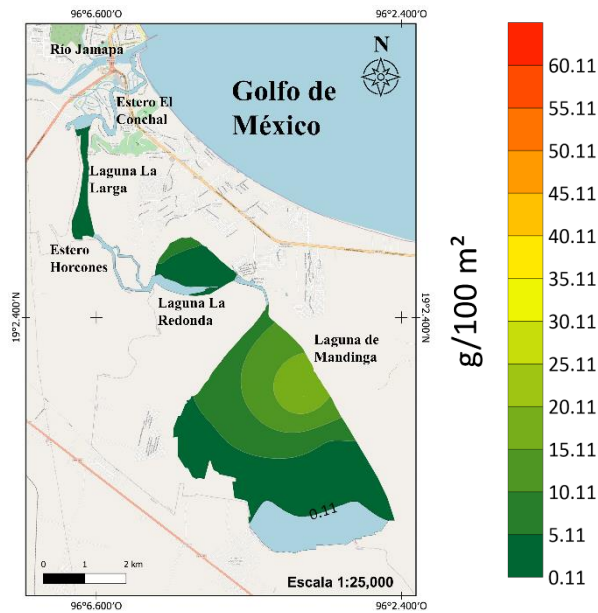 96°6.600'O
96°2.400'O
Río Jamapa
N
Estero El
Conchal
Golfo de
México
Laguna La
Larga
Estero
Horcones
Laguna La
Redonda
19°2.400'N
19°2.400'N
Laguna de
Mandinga
0.11
0
1
2 km
Escala 1:25,000
96°6.600'O
96°2.400'O
g/100 m²
60.11
55.11
50.11
45.11
40.11
35.11
30.11
25.11
20.11
15.11
10.11
5.11
0.11